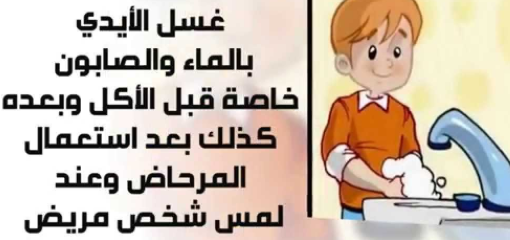 غسل الأيدي
بالماء والصابون
خاصة قبل الأكل وبعده
كذلك بعد استعمال
المرحاض وعند
لمس شخص مريض